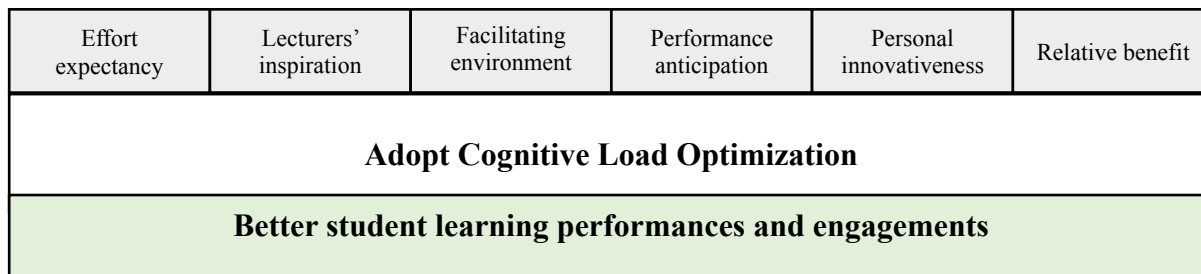 Effort
expectancy
Lecturers’
inspiration
Facilitating
environment
Performance
anticipation
Personal
innovativeness
Relative benefit
Adopt Cognitive Load Optimization
Better student learning performances and engagements